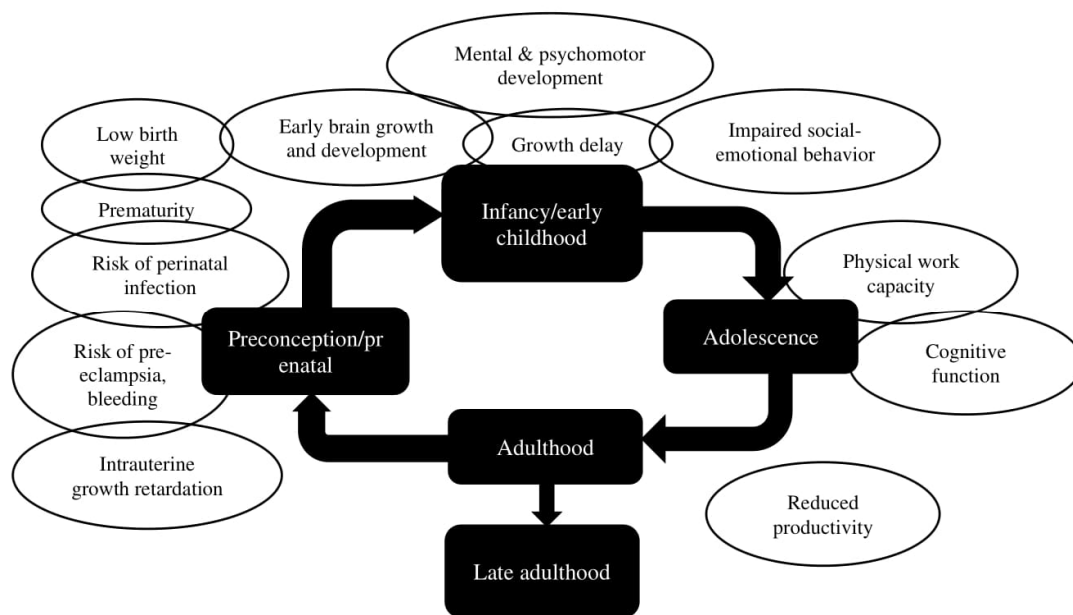 Mental & psychomotor
development
Low birth
weight
Early brain growth
and development
Growth delay
Impaired social-
emotional behavior
Prematurity
Infancy/early
childhood
Risk of perinatal
infection
Physical work
capacity
Preconception/pr
enatal
Adolescence
Risk of pre-
eclampsia,
bleeding
Cognitive
function
Adulthood
Intrauterine
growth retardation
Reduced
productivity
Late adulthood